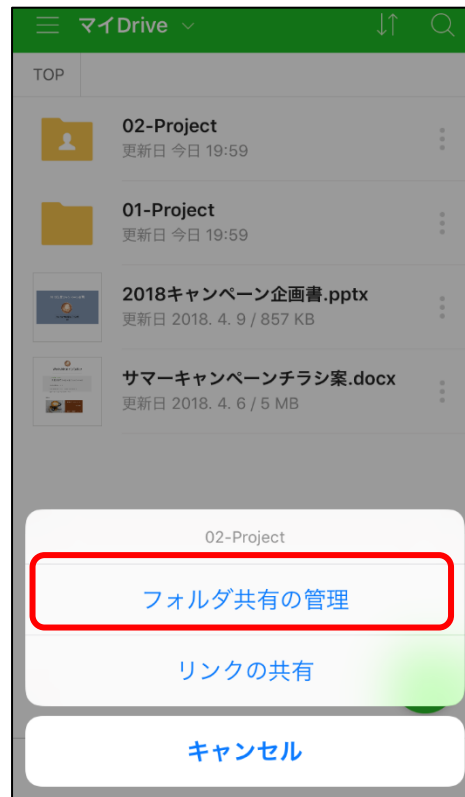 マイDrive
TOP
02-Project
更新日 今日 19:59
01-Project
更新日 今日 19:59
2018キャンペーン企画書.pptx
更新日 2018. 4. 9 / 857 KB
サマーキャンペーンチラシ案.docx
更新日 2018. 4. 6 / 5 MB
02-Project
フォルダ共有の管理
リンクの共有
キャンセル